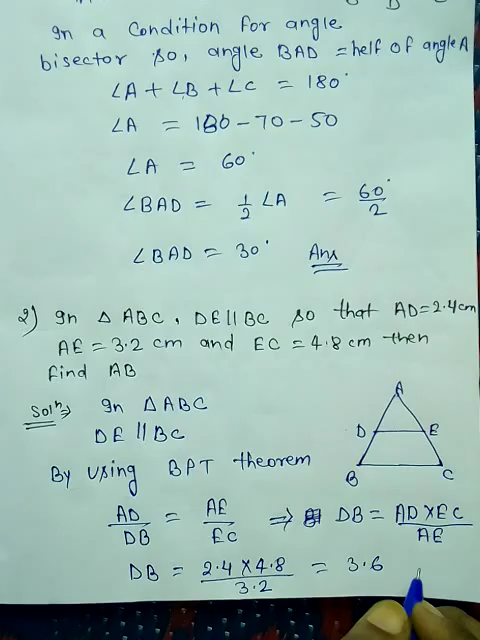 D C
In a Condition for angle
bisector so, angle BAD = helf of angle A
∠A + ∠B + ∠C = 180°
∠A = 180 - 70 - 50
∠A = 60°
∠BAD = 1/2 ∠A = 60°/2
∠BAD = 30° Ans
2) In △ ABC, DE || BC so that AD = 2.4 cm
AE = 3.2 cm and EC = 4.8 cm then
find AB
Solⁿ ⇒ In △ABC
DE || BC
By using BPT theorem
A
D E
B C
AD/DB = AE/EC ⇒ DB = AD × EC/AE
DB = 2.4 × 4.8/3.2 = 3.6